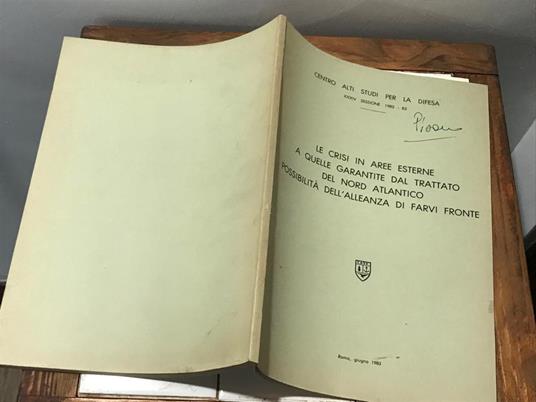 CENTRO ALTI STUDI PER LA DIFESA
XXXIV SESSIONE 1982 - 83
LE CRISI IN AREE ESTERNE
A QUELLE GARANTITE DAL TRATTATO
DEL NORD ATLANTICO
POSSIBILITÀ DELL'ALLEANZA DI FARVI FRONTE
Roma, giugno 1983